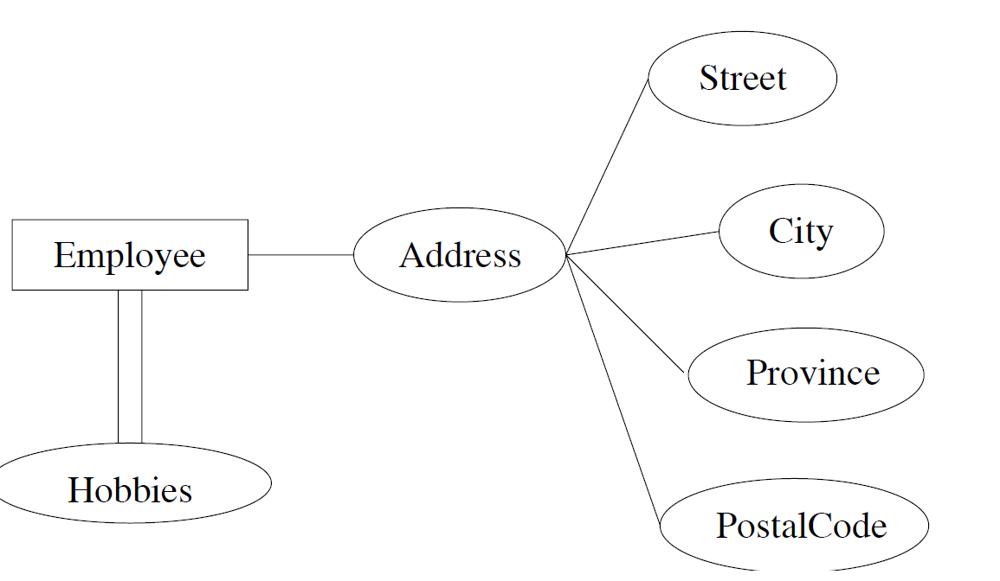 Street
City
Employee
Address
Province
Hobbies
PostalCode